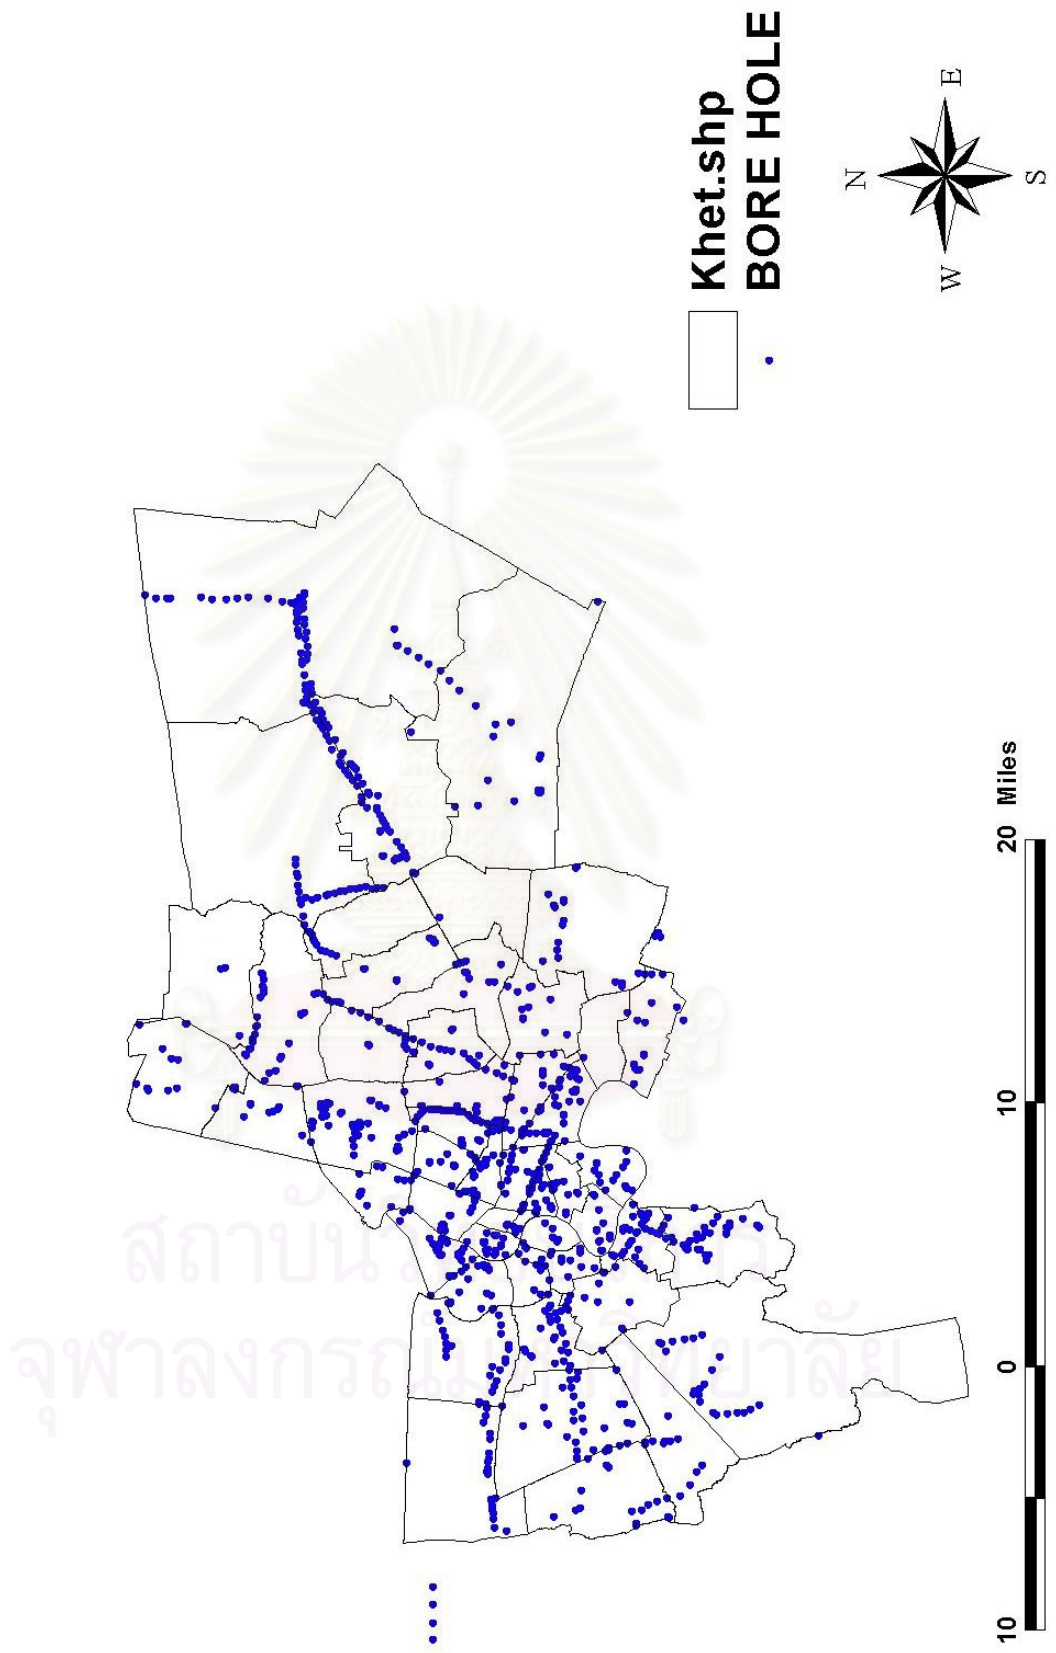 Khet.shp
BORE HOLE
N
W
E
S
10 0 10 20 Miles
สถาบันวิทยบริการ
จุฬาลงกรณ์มหาวิทยาลัย